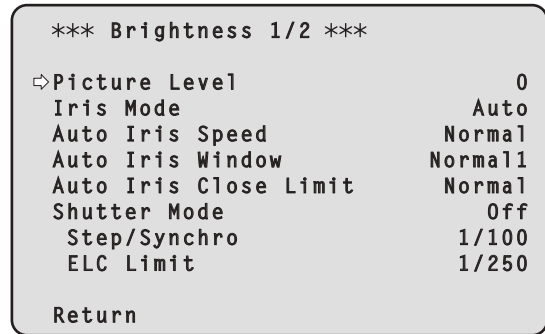 *** Brightness 1/2 ***
⇨Picture Level 0
Iris Mode Auto
Auto Iris Speed Normal
Auto Iris Window Normal1
Auto Iris Close Limit Normal
Shutter Mode Off
Step/Synchro 1/100
ELC Limit 1/250
Return